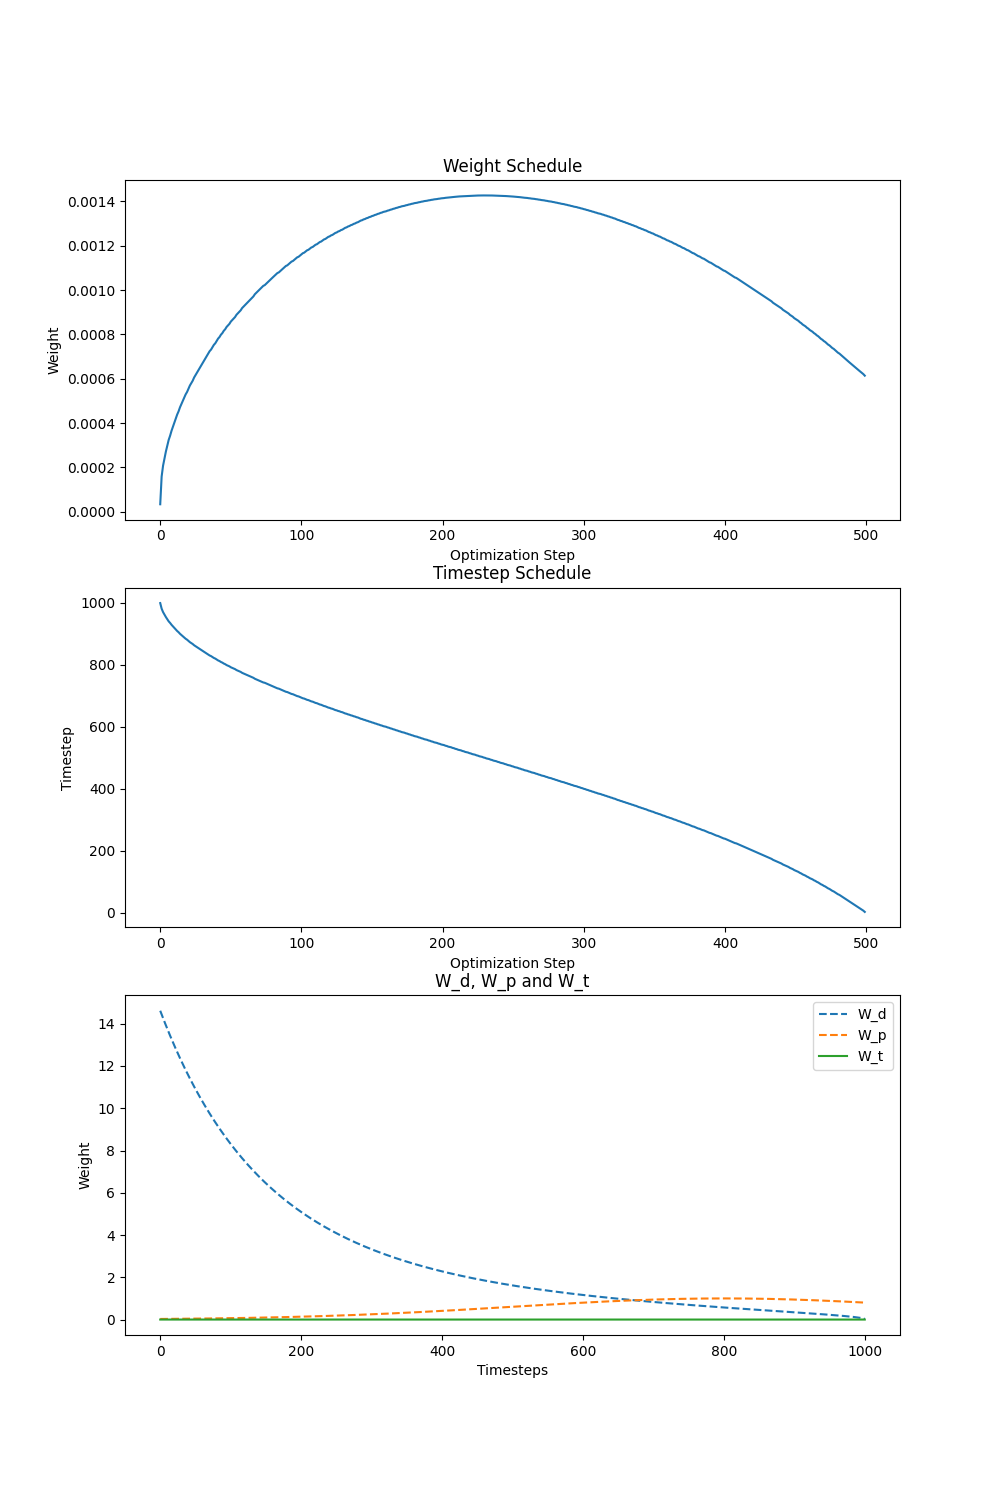 Weight Schedule
Weight
0.0014
0.0012
0.0010
0.0008
0.0006
0.0004
0.0002
0.0000
0 100 200 300 400 500
Optimization Step
Timestep Schedule
Timestep
1000
800
600
400
200
0
0 100 200 300 400 500
Optimization Step
W_d, W_p and W_t
Weight
14
12
10
8
6
4
2
0
W_d
W_p
W_t
0 200 400 600 800 1000
Timesteps